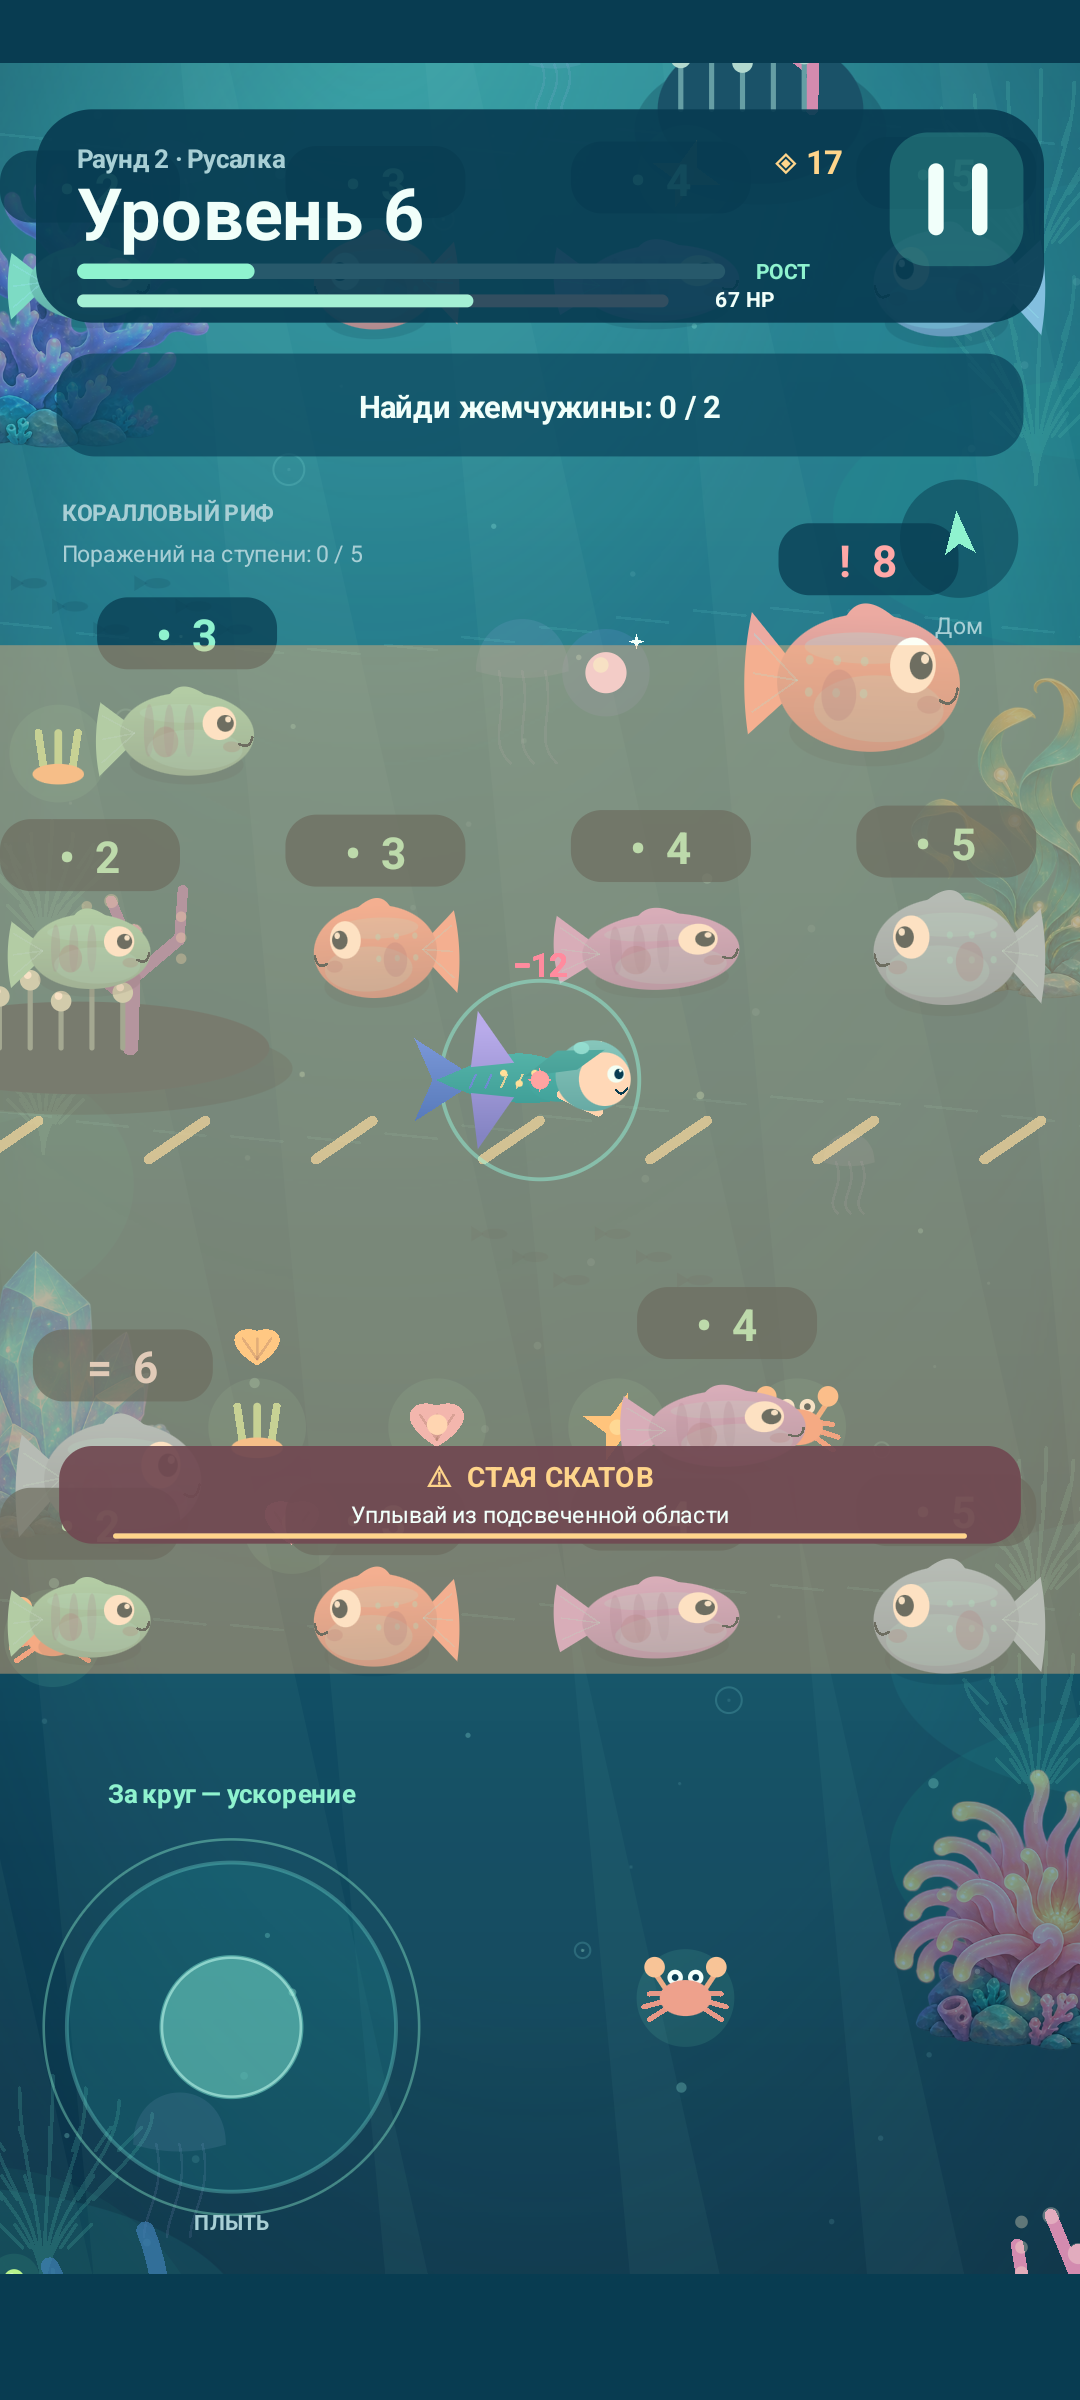 Раунд 2 · Русалка
17
Уровень 6
РОСТ
67 HP
Найди жемчужины: 0 / 2
КОРАЛЛОВЫЙ РИФ
Поражений на ступени: 0 / 5
! 8
Дом
• 3
• 2
• 3
• 4
• 5
−12
• 4
= 6
⚠ СТАЯ СКАТОВ
Уплывай из подсвеченной области
За круг — ускорение
ПЛЫТЬ